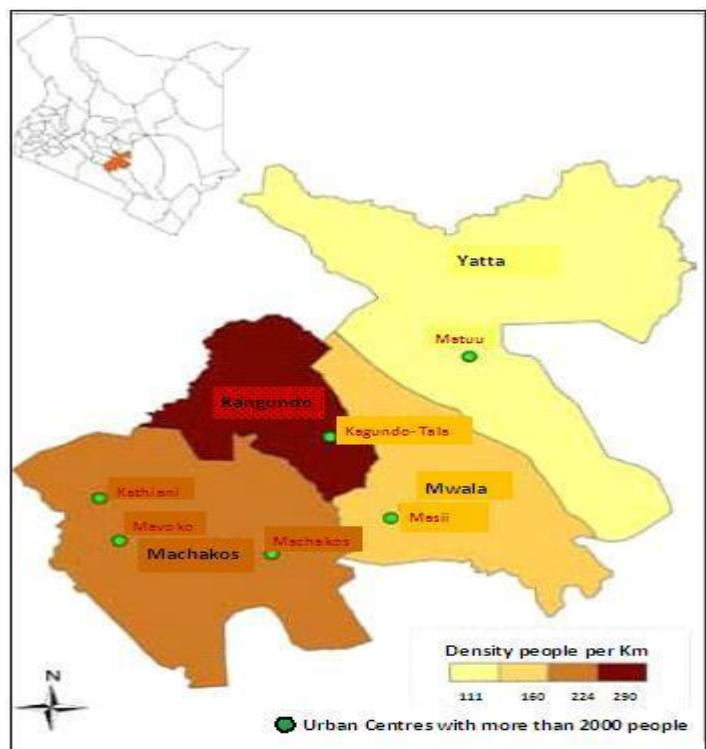 Yatta
Matuu
Kangundo
Kagundo-Tala
Mwala
Kathiani
Masii
Mavoko
Machakos
Machakos
Density people per Km
111 160 224 290
N
Urban Centres with more than 2000 people